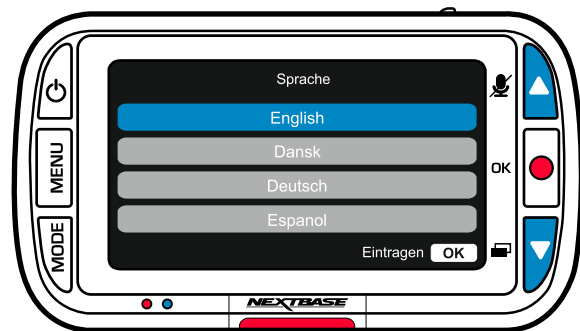 Sprache
English
Dansk
Deutsch
Espanol
Eintragen OK
MENU
MODE
OK
NEXTBASE